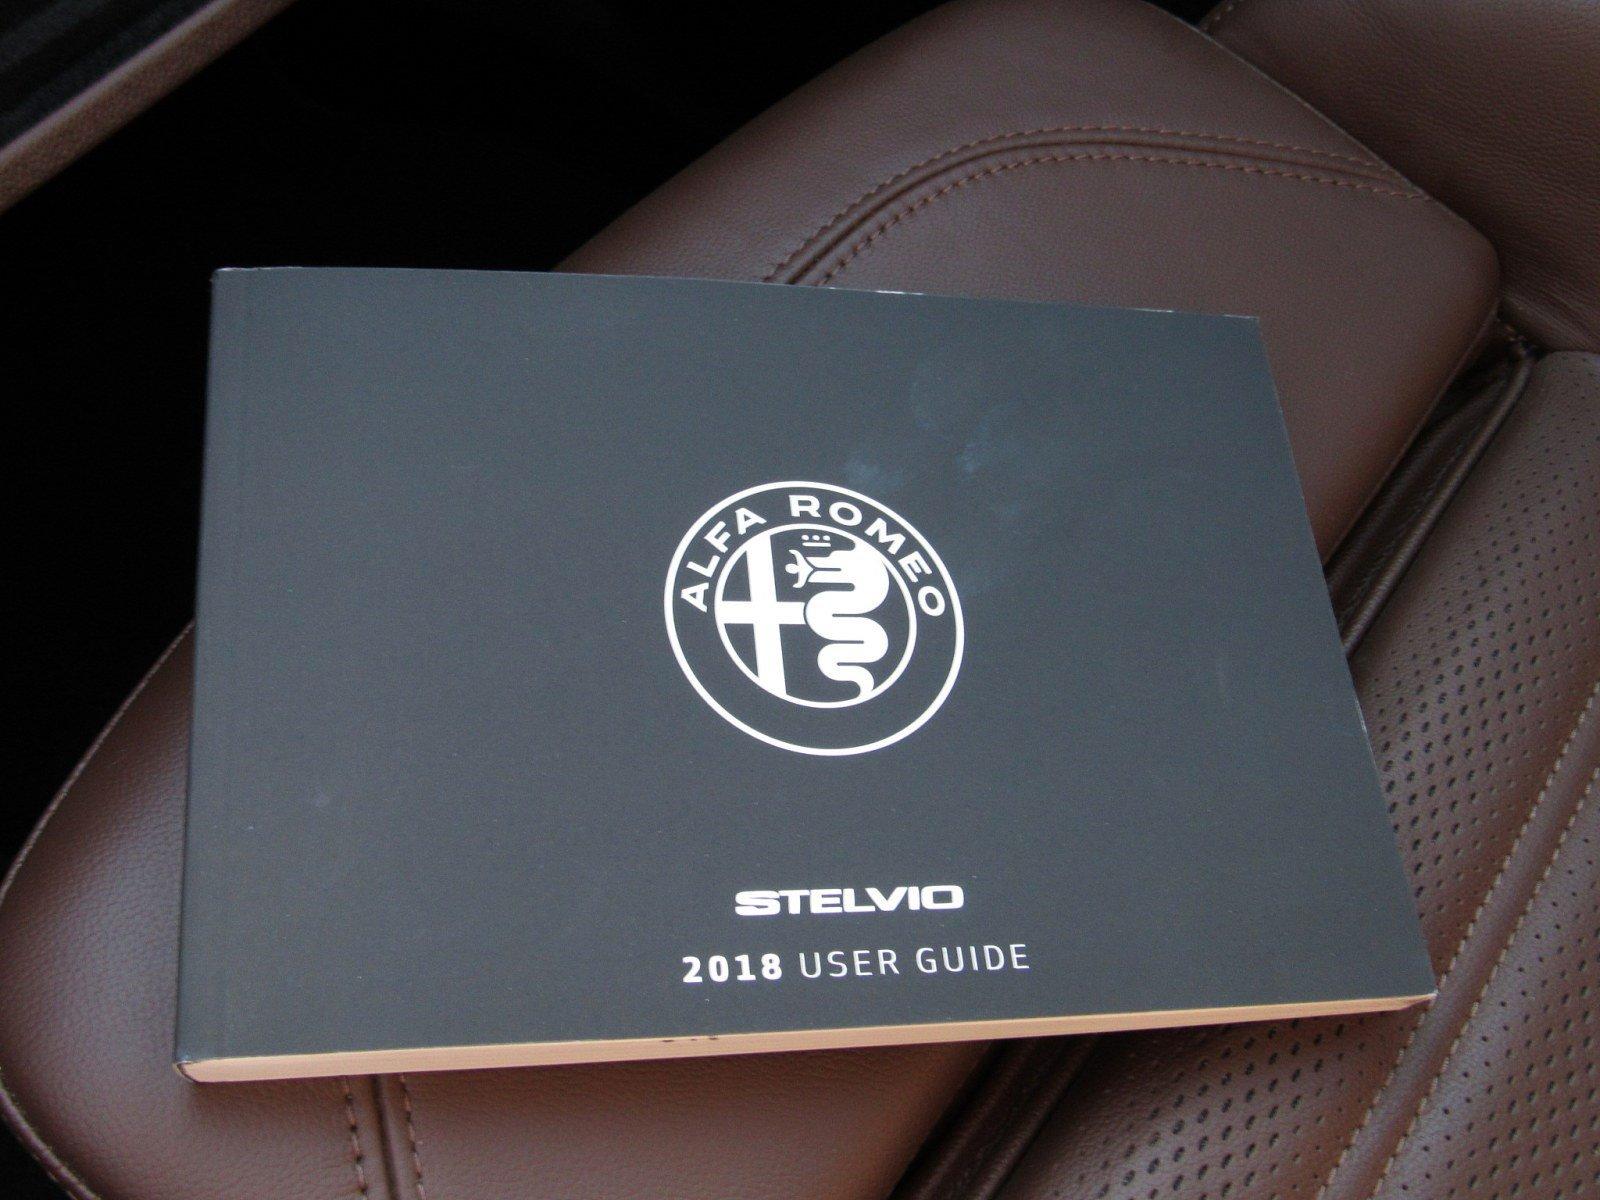 ALFA ROMEO
STELVIO
2018 USER GUIDE